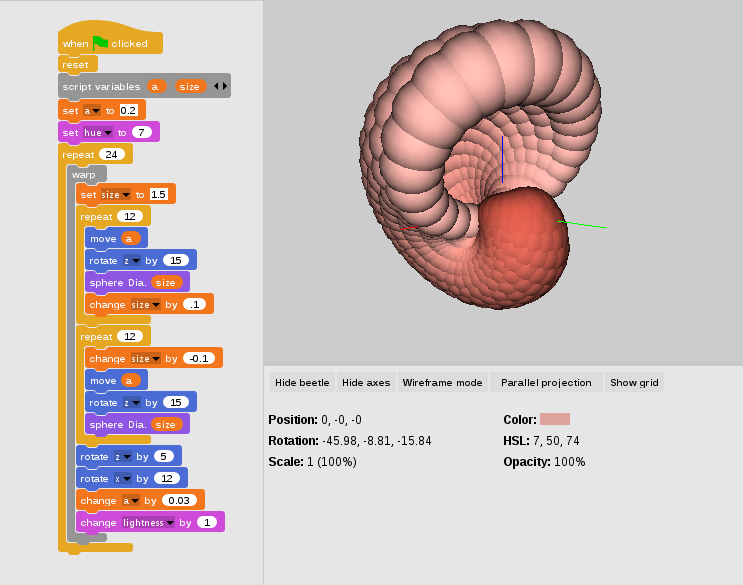 when clicked
reset
script variables a size
set a to 0.2
set hue to 7
repeat 24
warp
set size to 1.5
repeat 12
move a
rotate z by 15
sphere Dia. size
change size by .1
repeat 12
change size by -0.1
move a
rotate z by 15
sphere Dia. size
rotate z by 5
rotate x by 12
change a by 0.03
change lightness by 1
Hide beetle Hide axes Wireframe mode Parallel projection Show grid
Position: 0, -0, -0 Color:
Rotation: -45.98, -8.81, -15.84 HSL: 7, 50, 74
Scale: 1 (100%) Opacity: 100%